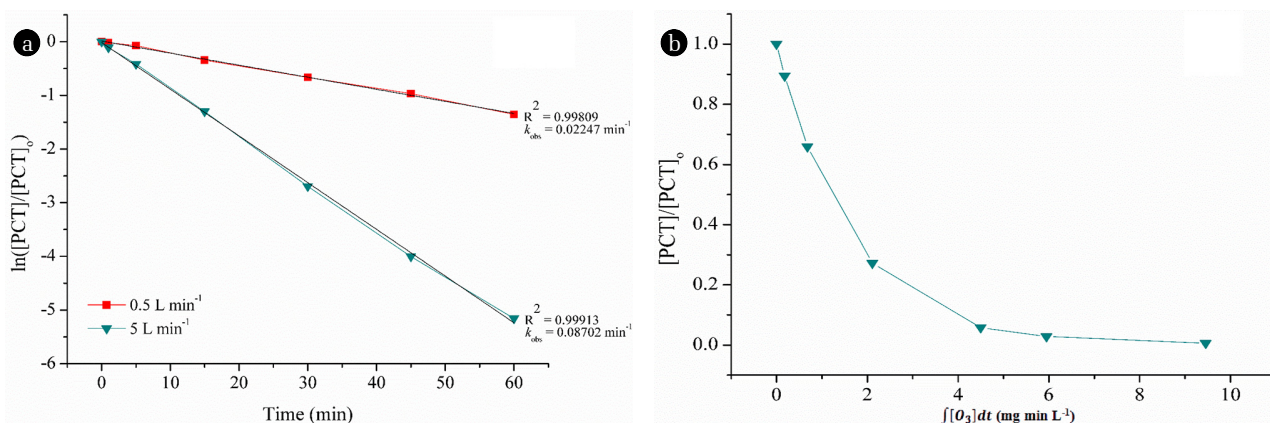 a
ln([PCT]/[PCT]o)
0
-1
-2
-3
-4
-5
-6
R² = 0.99809
kobs = 0.02247 min⁻¹
R² = 0.99913
kobs = 0.08702 min⁻¹
0.5 L min⁻¹
5 L min⁻¹
0 10 20 30 40 50 60
Time (min)
b
[PCT]/[PCT]o
1.0
0.8
0.6
0.4
0.2
0.0
0 2 4 6 8 10
∫[O₃]dt (mg min L⁻¹)